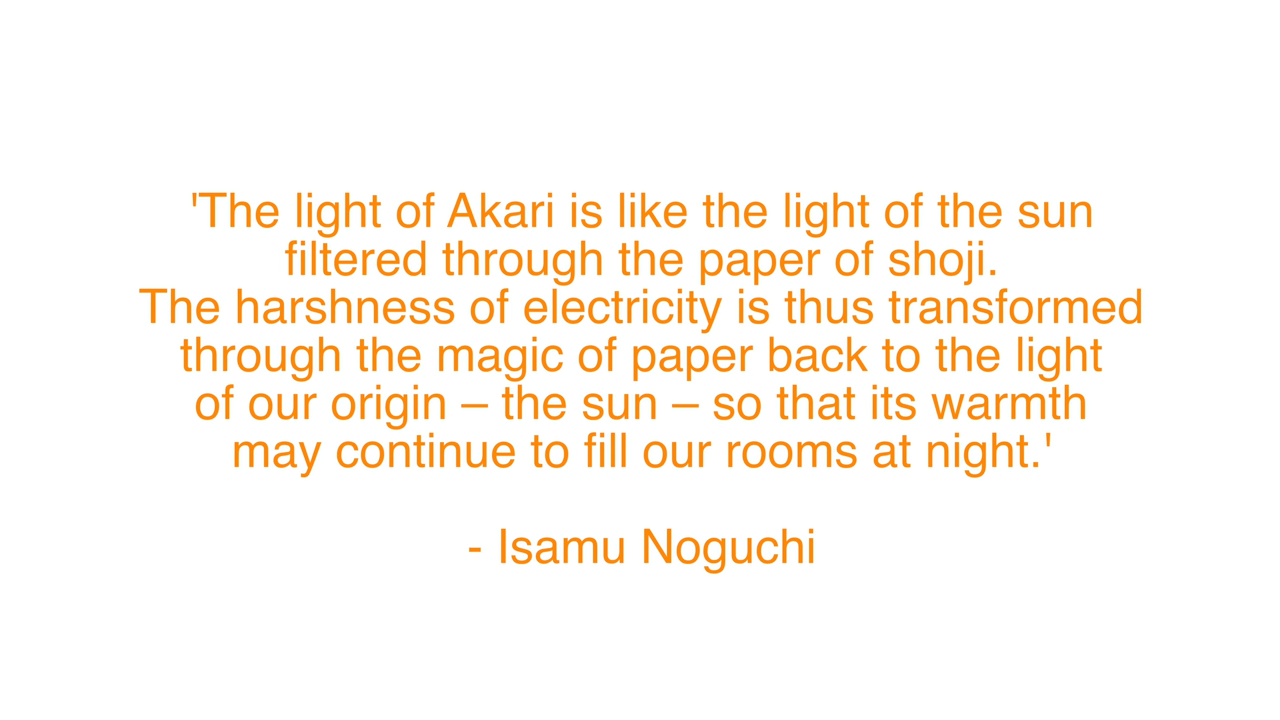 'The light of Akari is like the light of the sun
filtered through the paper of shoji.
The harshness of electricity is thus transformed
through the magic of paper back to the light
of our origin – the sun – so that its warmth
may continue to fill our rooms at night.'
- Isamu Noguchi